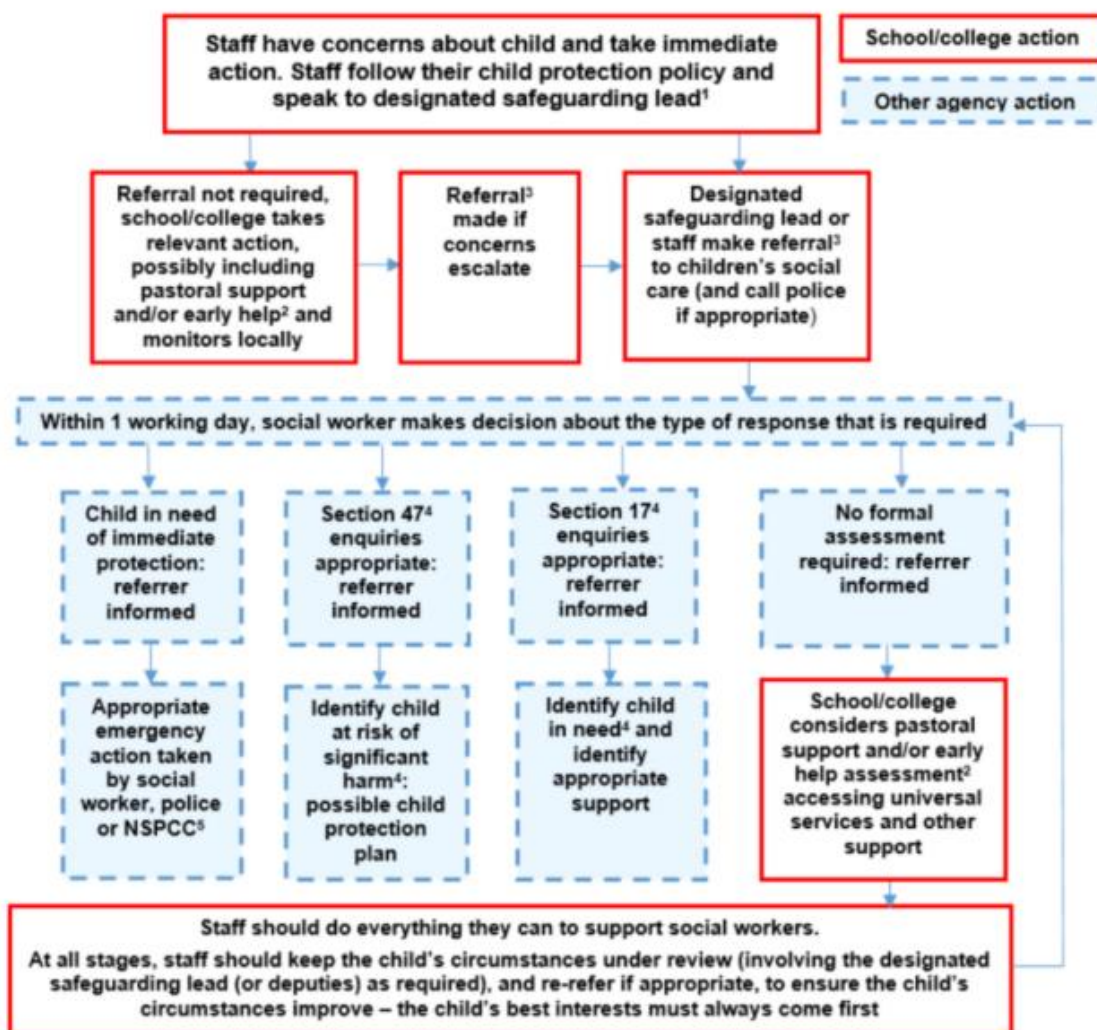 Staff have concerns about child and take immediate
action. Staff follow their child protection policy and
speak to designated safeguarding lead¹
School/college action
Other agency action
Referral not required,
school/college takes
relevant action,
possibly including
pastoral support
and/or early help² and
monitors locally
Referral³
made if
concerns
escalate
Designated
safeguarding lead or
staff make referral³
to children's social
care (and call police
if appropriate)
Within 1 working day, social worker makes decision about the type of response that is required
Child in need
of immediate
protection:
referrer
informed
Section 47⁴
enquiries
appropriate:
referrer
informed
Section 17⁴
enquiries
appropriate:
referrer
informed
No formal
assessment
required: referrer
informed
Appropriate
emergency
action taken
by social
worker, police
or NSPCC⁵
Identify child
at risk of
significant
harm⁴:
possible child
protection
plan
Identify child
in need⁴ and
identify
appropriate
support
School/college
considers pastoral
support and/or early
help assessment²
accessing universal
services and other
support
Staff should do everything they can to support social workers.
At all stages, staff should keep the child's circumstances under review (involving the designated
safeguarding lead (or deputies) as required), and re-refer if appropriate, to ensure the child's
circumstances improve – the child's best interests must always come first